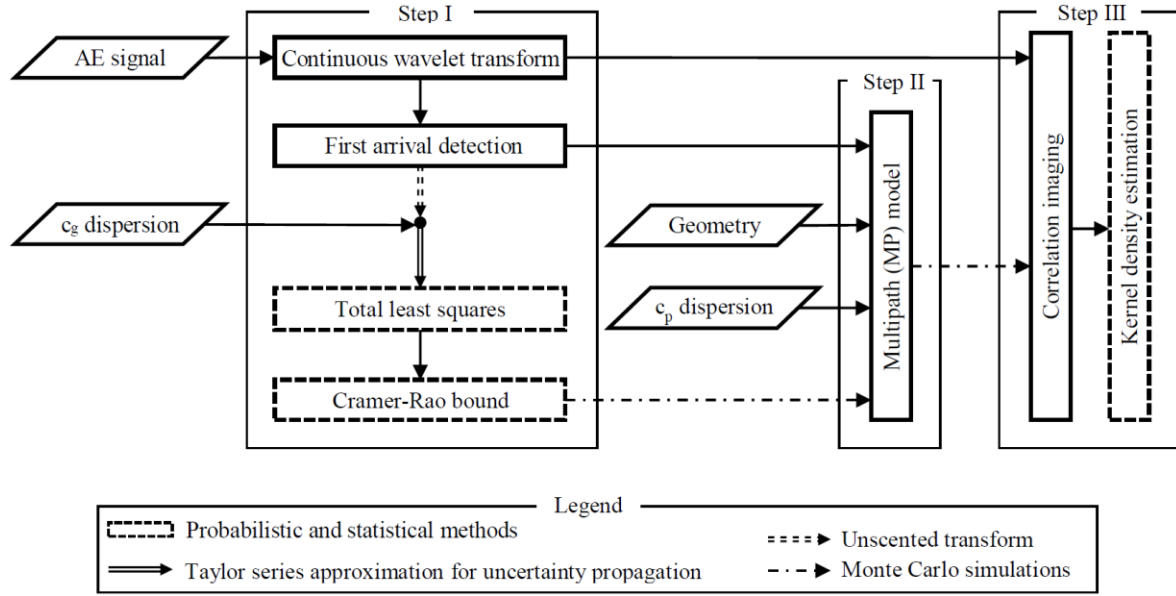 Step I
Step III
AE signal
Continuous wavelet transform
Step II
First arrival detection
cg dispersion
Geometry
Total least squares
cp dispersion
Cramer-Rao bound
Multipath (MP) model
Correlation imaging
Kernel density estimation
Legend
Probabilistic and statistical methods
Unscented transform
Taylor series approximation for uncertainty propagation
Monte Carlo simulations